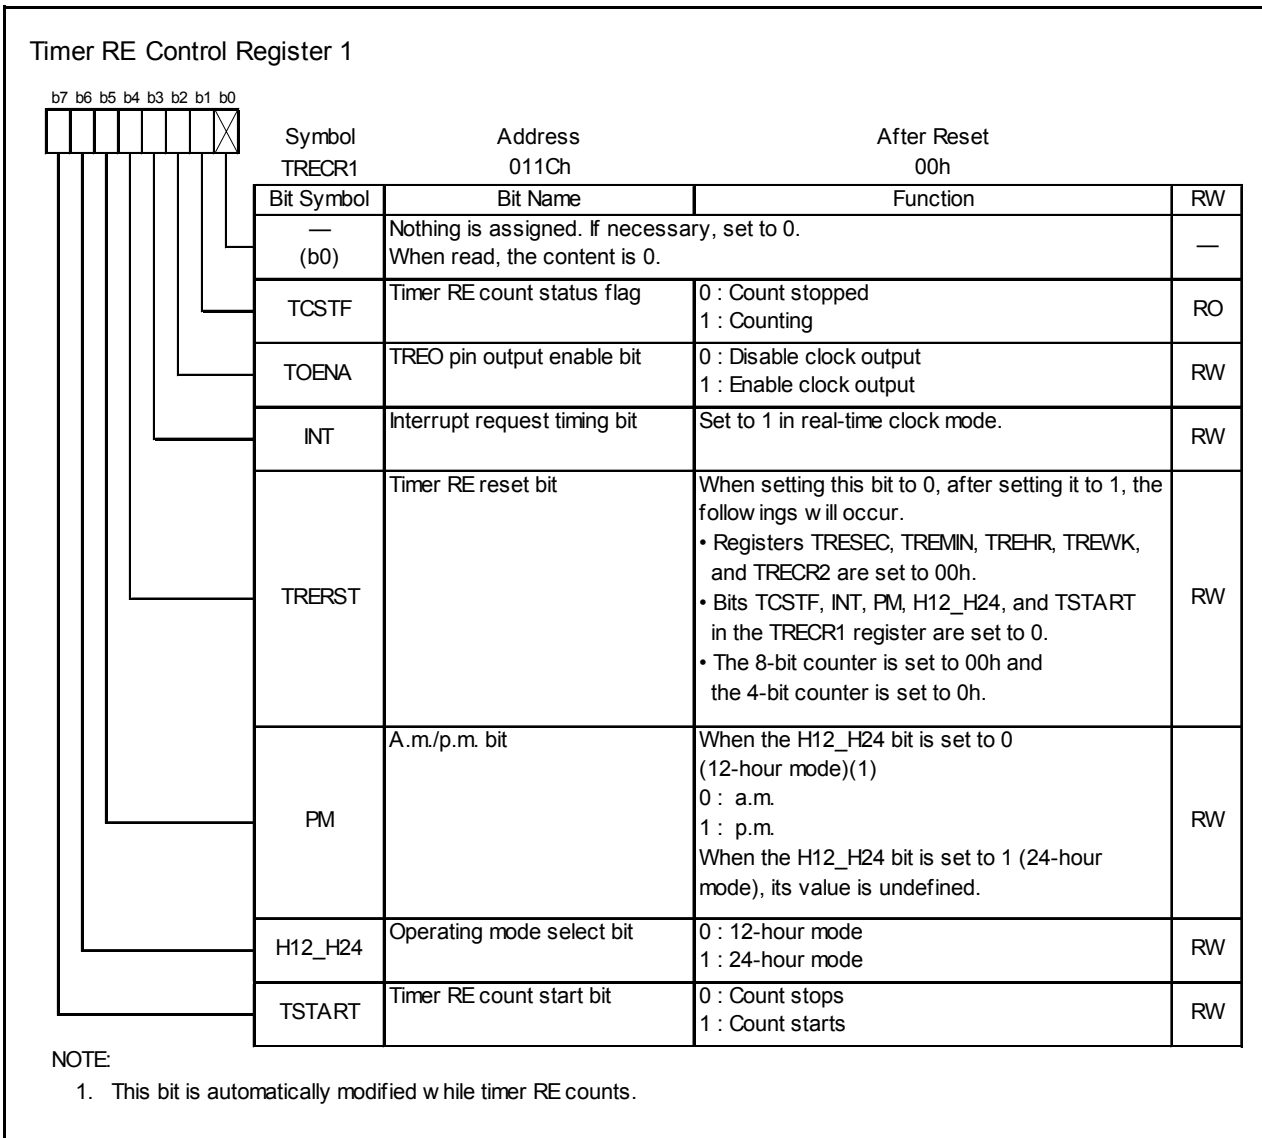 Timer RE Control Register 1
b7 b6 b5 b4 b3 b2 b1 b0
Symbol Address After Reset
TRECR1 011Ch 00h
Bit Symbol Bit Name Function RW
—
(b0)
Nothing is assigned. If necessary, set to 0.
When read, the content is 0.
—
TCSTF
Timer RE count status flag
0 : Count stopped
1 : Counting
RO
TOENA
TREO pin output enable bit
0 : Disable clock output
1 : Enable clock output
RW
INT
Interrupt request timing bit
Set to 1 in real-time clock mode.
RW
TRERST
Timer RE reset bit
When setting this bit to 0, after setting it to 1, the
followings will occur.
• Registers TRESEC, TREMIN, TREHR, TREWK,
and TRECR2 are set to 00h.
• Bits TCSTF, INT, PM, H12_H24, and TSTART
in the TRECR1 register are set to 0.
• The 8-bit counter is set to 00h and
the 4-bit counter is set to 0h.
RW
PM
A.m./p.m. bit
When the H12_H24 bit is set to 0
(12-hour mode)(1)
0 : a.m.
1 : p.m.
When the H12_H24 bit is set to 1 (24-hour
mode), its value is undefined.
RW
H12_H24
Operating mode select bit
0 : 12-hour mode
1 : 24-hour mode
RW
TSTART
Timer RE count start bit
0 : Count stops
1 : Count starts
RW
NOTE:
1. This bit is automatically modified while timer RE counts.